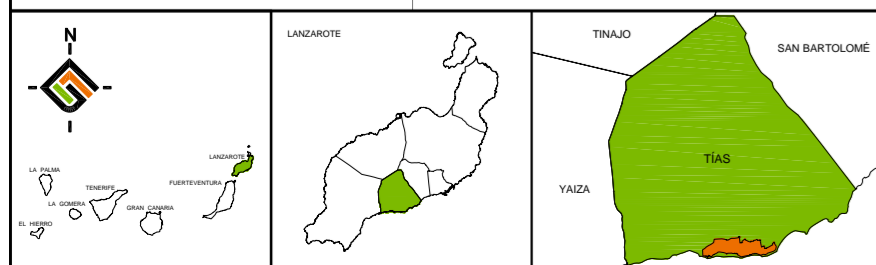 N
LANZAROTE
LA PALMA
TENERIFE
FUERTEVENTURA
LA GOMERA
GRAN CANARIA
EL HIERRO
LANZAROTE
TINAJO
SAN BARTOLOMÉ
TÍAS
YAIZA